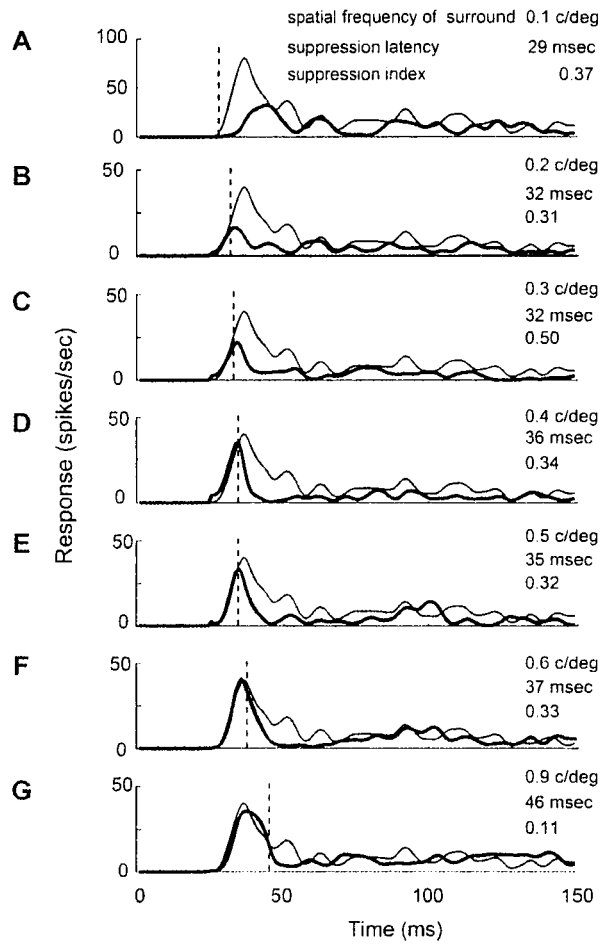 A
spatial frequency of surround 0.1 c/deg
suppression latency 29 msec
suppression index 0.37
100
50
0
B
0.2 c/deg
32 msec
0.31
50
0
C
0.3 c/deg
32 msec
0.50
50
0
D
0.4 c/deg
36 msec
0.34
50
0
E
0.5 c/deg
35 msec
0.32
50
0
F
0.6 c/deg
37 msec
0.33
50
0
G
0.9 c/deg
46 msec
0.11
50
0
Response (spikes/sec)
0 50 100 150
Time (ms)